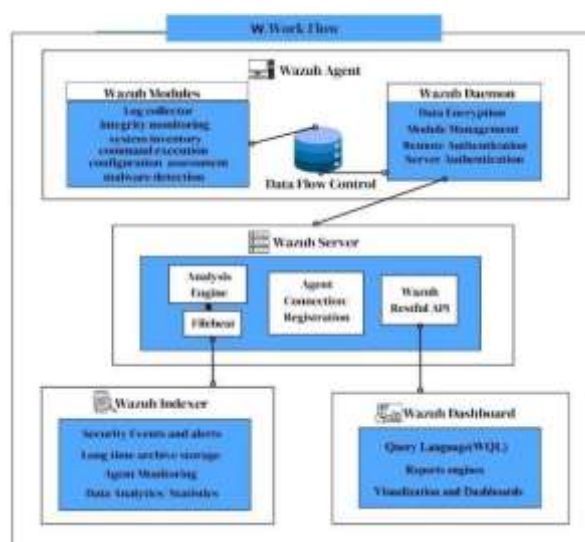 W.Work Flow
Wazuh Agent
Wazuh Modules
Log collector
integrity monitoring
system inventory
command execution
configuration assessment
malware detection
Data Flow Control
Wazuh Daemon
Data Encryption
Module Management
Remote Authentication
Server Authentication
Wazuh Server
Analysis
Engine
Filebeat
Agent
Connection
Registration
Wazuh
Restful API
Wazuh Indexer
Security Events and alerts
Long time archive storage
Agent Monitoring
Data Analytics Statistics
Wazuh Dashboard
Query Language(WQL)
Reports engines
Visualization and Dashboards